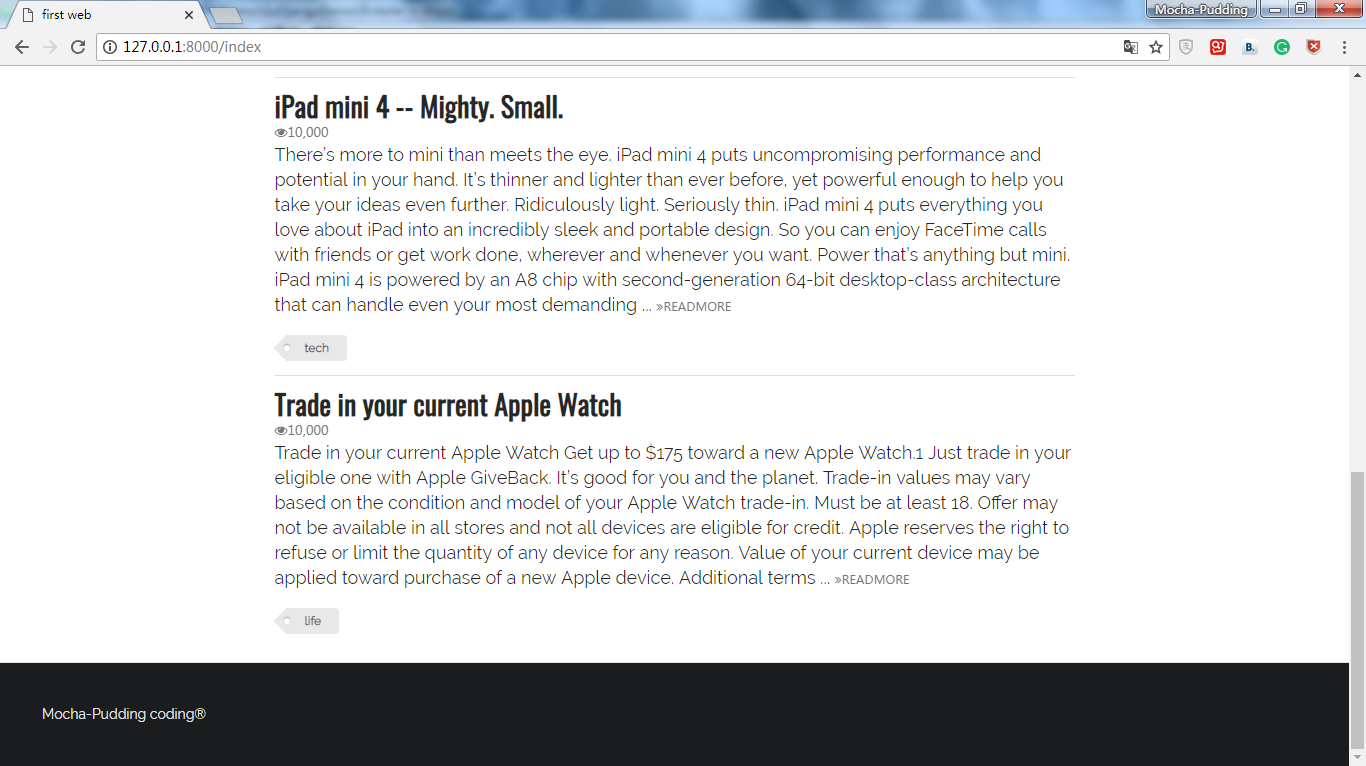 first web
Mocha-Pudding
127.0.0.1:8000/index
iPad mini 4 -- Mighty. Small.
10,000
There's more to mini than meets the eye. iPad mini 4 puts uncompromising performance and
potential in your hand. It's thinner and lighter than ever before, yet powerful enough to help you
take your ideas even further. Ridiculously light. Seriously thin. iPad mini 4 puts everything you
love about iPad into an incredibly sleek and portable design. So you can enjoy FaceTime calls
with friends or get work done, wherever and whenever you want. Power that's anything but mini.
iPad mini 4 is powered by an A8 chip with second-generation 64-bit desktop-class architecture
that can handle even your most demanding ... »READMORE
tech
Trade in your current Apple Watch
10,000
Trade in your current Apple Watch Get up to $175 toward a new Apple Watch.1 Just trade in your
eligible one with Apple GiveBack. It's good for you and the planet. Trade-in values may vary
based on the condition and model of your Apple Watch trade-in. Must be at least 18. Offer may
not be available in all stores and not all devices are eligible for credit. Apple reserves the right to
refuse or limit the quantity of any device for any reason. Value of your current device may be
applied toward purchase of a new Apple device. Additional terms ... »READMORE
life
Mocha-Pudding coding®